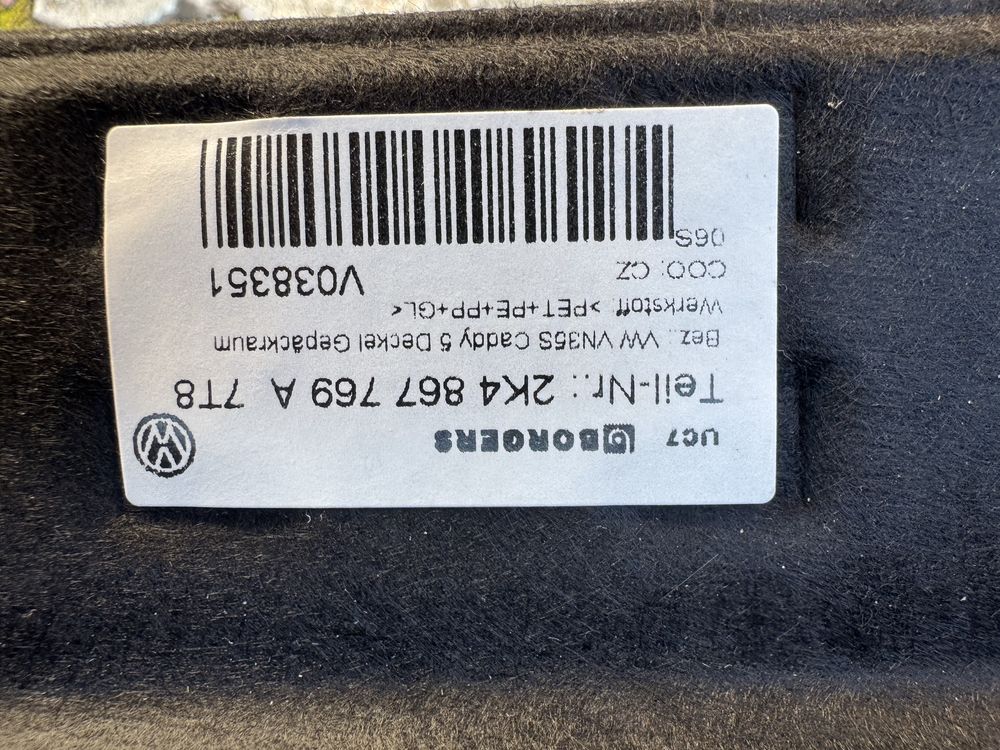 UC7 BORGERS
Teil-Nr.: 2K4 867 769 A 7T8
Bez.: VW VN35S Caddy 5 Deckel Gepäckraum
Werkstoff: >PET+PE+PP+GL<
COO: CZ
V038351
06S